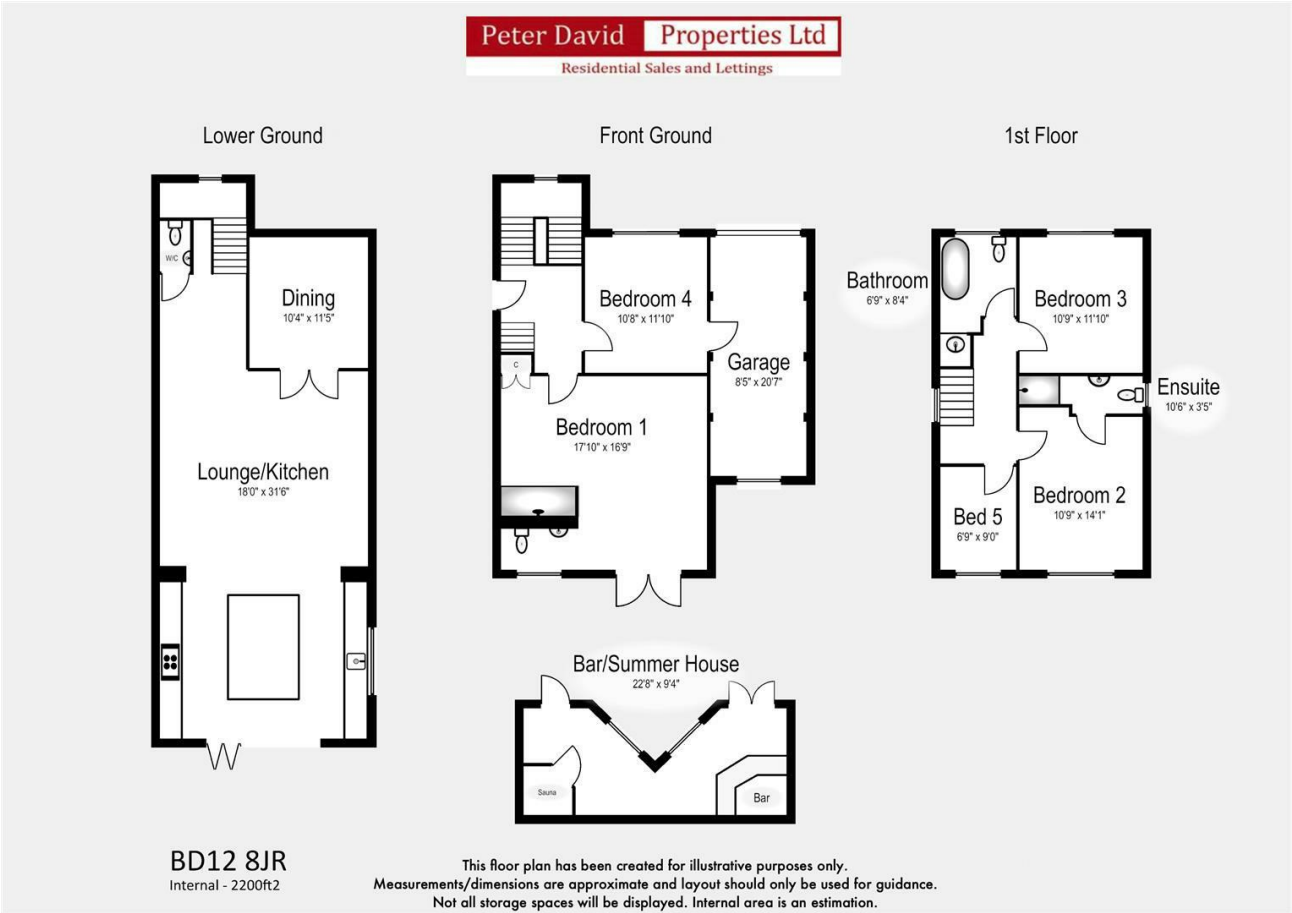 Peter David Properties Ltd
Residential Sales and Lettings
Lower Ground
Front Ground
1st Floor
W/C
Dining
10'4" x 11'5"
Lounge/Kitchen
18'0" x 31'6"
Bedroom 4
10'8" x 11'10"
Garage
8'5" x 20'7"
C
Bedroom 1
17'10" x 16'9"
Bathroom
6'9" x 8'4"
Bedroom 3
10'9" x 11'10"
Ensuite
10'6" x 3'5"
Bedroom 2
10'9" x 14'1"
Bed 5
6'9" x 9'0"
Bar/Summer House
22'8" x 9'4"
Sauna
Bar
BD12 8JR
Internal - 2200ft2
This floor plan has been created for illustrative purposes only.
Measurements/dimensions are approximate and layout should only be used for guidance.
Not all storage spaces will be displayed. Internal area is an estimation.